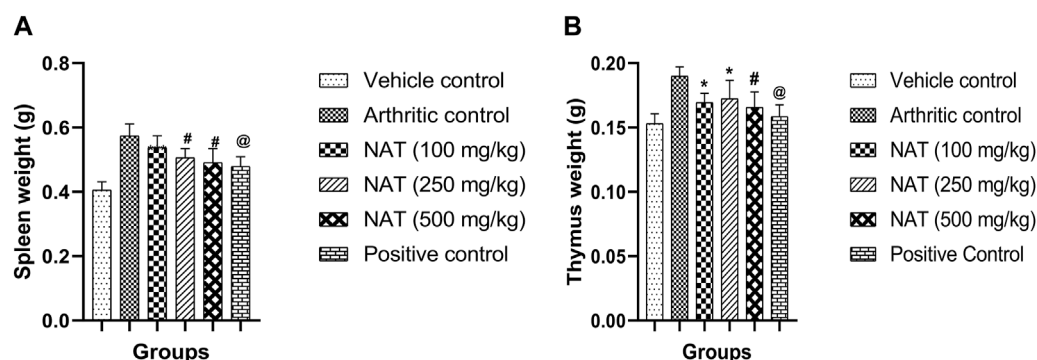 A
Spleen weight (g)
0.8
0.6
0.4
0.2
0.0
# # @
Groups
Vehicle control
Arthritic control
NAT (100 mg/kg)
NAT (250 mg/kg)
NAT (500 mg/kg)
Positive control
B
Thymus weight (g)
0.20
0.15
0.10
0.05
0.00
* * # @
Groups
Vehicle control
Arthritic control
NAT (100 mg/kg)
NAT (250 mg/kg)
NAT (500 mg/kg)
Positive Control